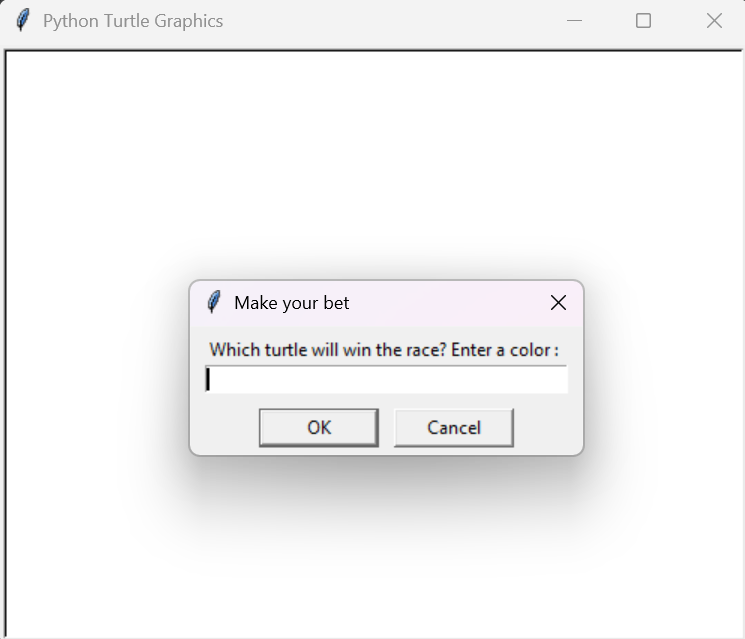 Python Turtle Graphics
Make your bet
Which turtle will win the race? Enter a color :
OK
Cancel